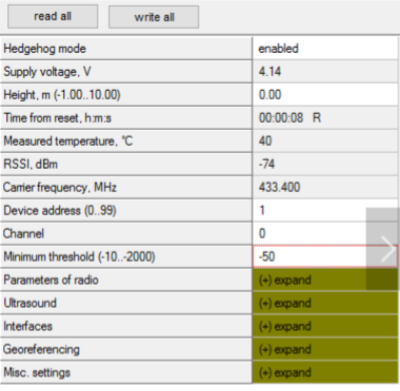 read all write all
Hedgehog mode enabled
Supply voltage, V 4.14
Height, m (-1.00..10.00) 0.00
Time from reset, h:m:s 00:00:08 R
Measured temperature, °C 40
RSSI, dBm -74
Carrier frequency, MHz 433.400
Device address (0..99) 1
Channel 0
Minimum threshold (-10..-2000) -50
Parameters of radio (+) expand
Ultrasound (+) expand
Interfaces (+) expand
Georeferencing (+) expand
Misc. settings (+) expand